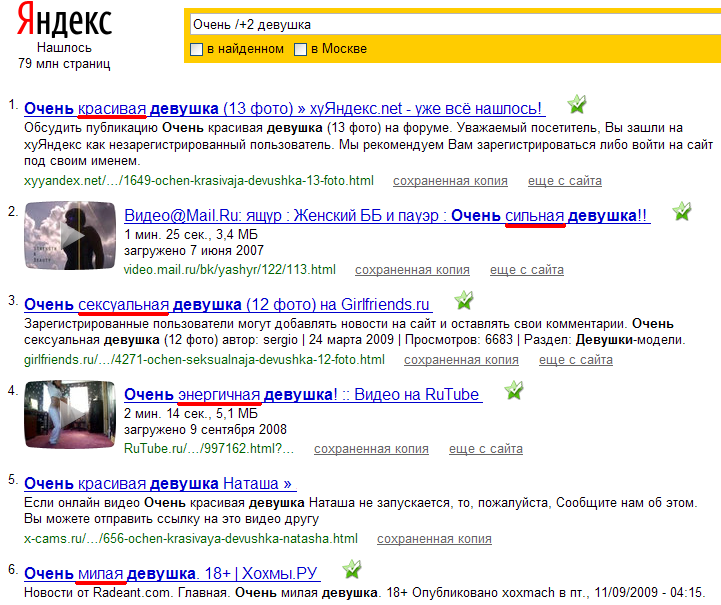 Яндекс
Очень /+2 девушка
Нашлось
79 млн страниц
в найденном в Москве
1. Очень красивая девушка (13 фото) » хуЯндекс.net - уже всё нашлось!
Обсудить публикацию Очень красивая девушка (13 фото) на форуме. Уважаемый посетитель, Вы зашли на
хуЯндекс как незарегистрированный пользователь. Мы рекомендуем Вам зарегистрироваться либо войти на сайт
под своим именем.
xyyandex.net/…/1649-ochen-krasivaja-devushka-13-foto.html сохраненная копия еще с сайта
2. Видео@Mail.Ru: ящур : Женский ББ и пауэр : Очень сильная девушка!!
1 мин. 25 сек., 3,4 МБ
загружено 7 июня 2007
video.mail.ru/bk/yashyr/122/113.html сохраненная копия еще с сайта
3. Очень сексуальная девушка (12 фото) на Girlfriends.ru
Зарегистрированные пользователи могут добавлять новости на сайт и оставлять свои комментарии. Очень
сексуальная девушка (12 фото) автор: sergio | 24 марта 2009 | Просмотров: 6683 | Раздел: Девушки-модели.
girlfriends.ru/…/4271-ochen-seksualnaja-devushka-12-foto.html сохраненная копия еще с сайта
4. Очень энергичная девушка! :: Видео на RuTube
2 мин. 14 сек., 5,1 МБ
загружено 9 сентября 2008
RuTube.ru/…/997162.html?… сохраненная копия еще с сайта
5. Очень красивая девушка Наташа »
Если онлайн видео Очень красивая девушка Наташа не запускается, то, пожалуйста, Сообщите нам об этом.
Вы можете отправить ссылку на это видео другу
x-cams.ru/…/656-ochen-krasivaya-devushka-natasha.html сохраненная копия
6. Очень милая девушка. 18+ | Хохмы.РУ
Новости от Radeant.com. Главная. Очень милая девушка. 18+ Опубликовано xoxmach в пт., 11/09/2009 - 04:15.